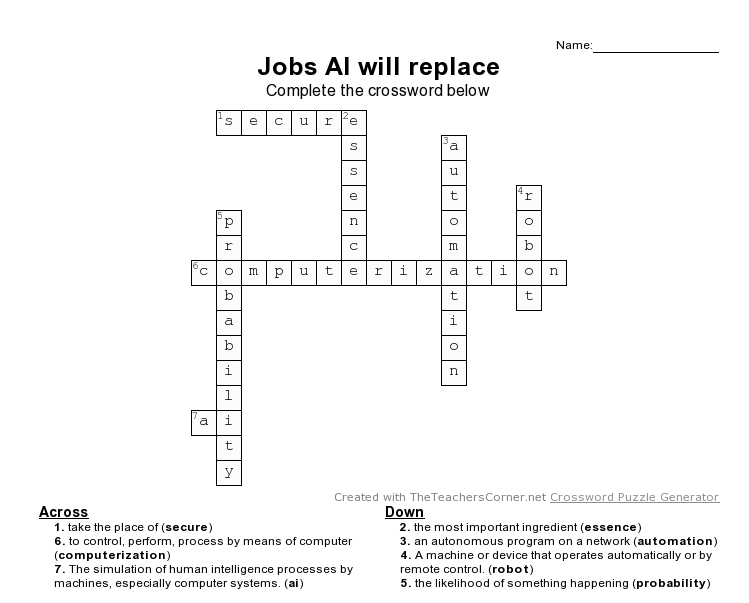 Name:
Jobs AI will replace
Complete the crossword below
1 s e c u r 2 e
s 3 a
s u
e t 4 r
5 p n o o
r c m b
6 c o m p u t e r i z a t i o n
b t t
a i
b o
i n
l
7 a i
t
y
Created with TheTeachersCorner.net Crossword Puzzle Generator
Across
1. take the place of (secure)
6. to control, perform, process by means of computer
(computerization)
7. The simulation of human intelligence processes by
machines, especially computer systems. (ai)
Down
2. the most important ingredient (essence)
3. an autonomous program on a network (automation)
4. A machine or device that operates automatically or by
remote control. (robot)
5. the likelihood of something happening (probability)